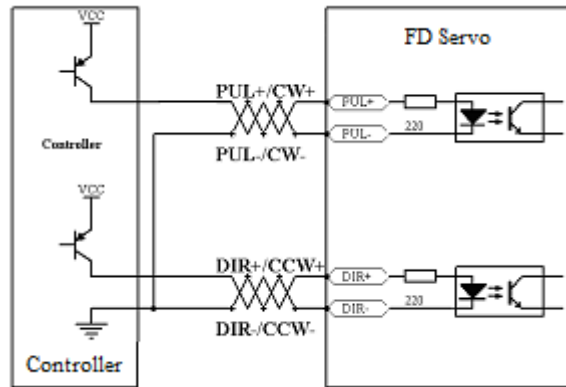 VCC
FD Servo
PUL+/CW+
PUL+
220
Controller
PUL-
PUL-/CW-
VCC
DIR+/CCW+
DIR+
220
DIR-
DIR-/CCW-
Controller